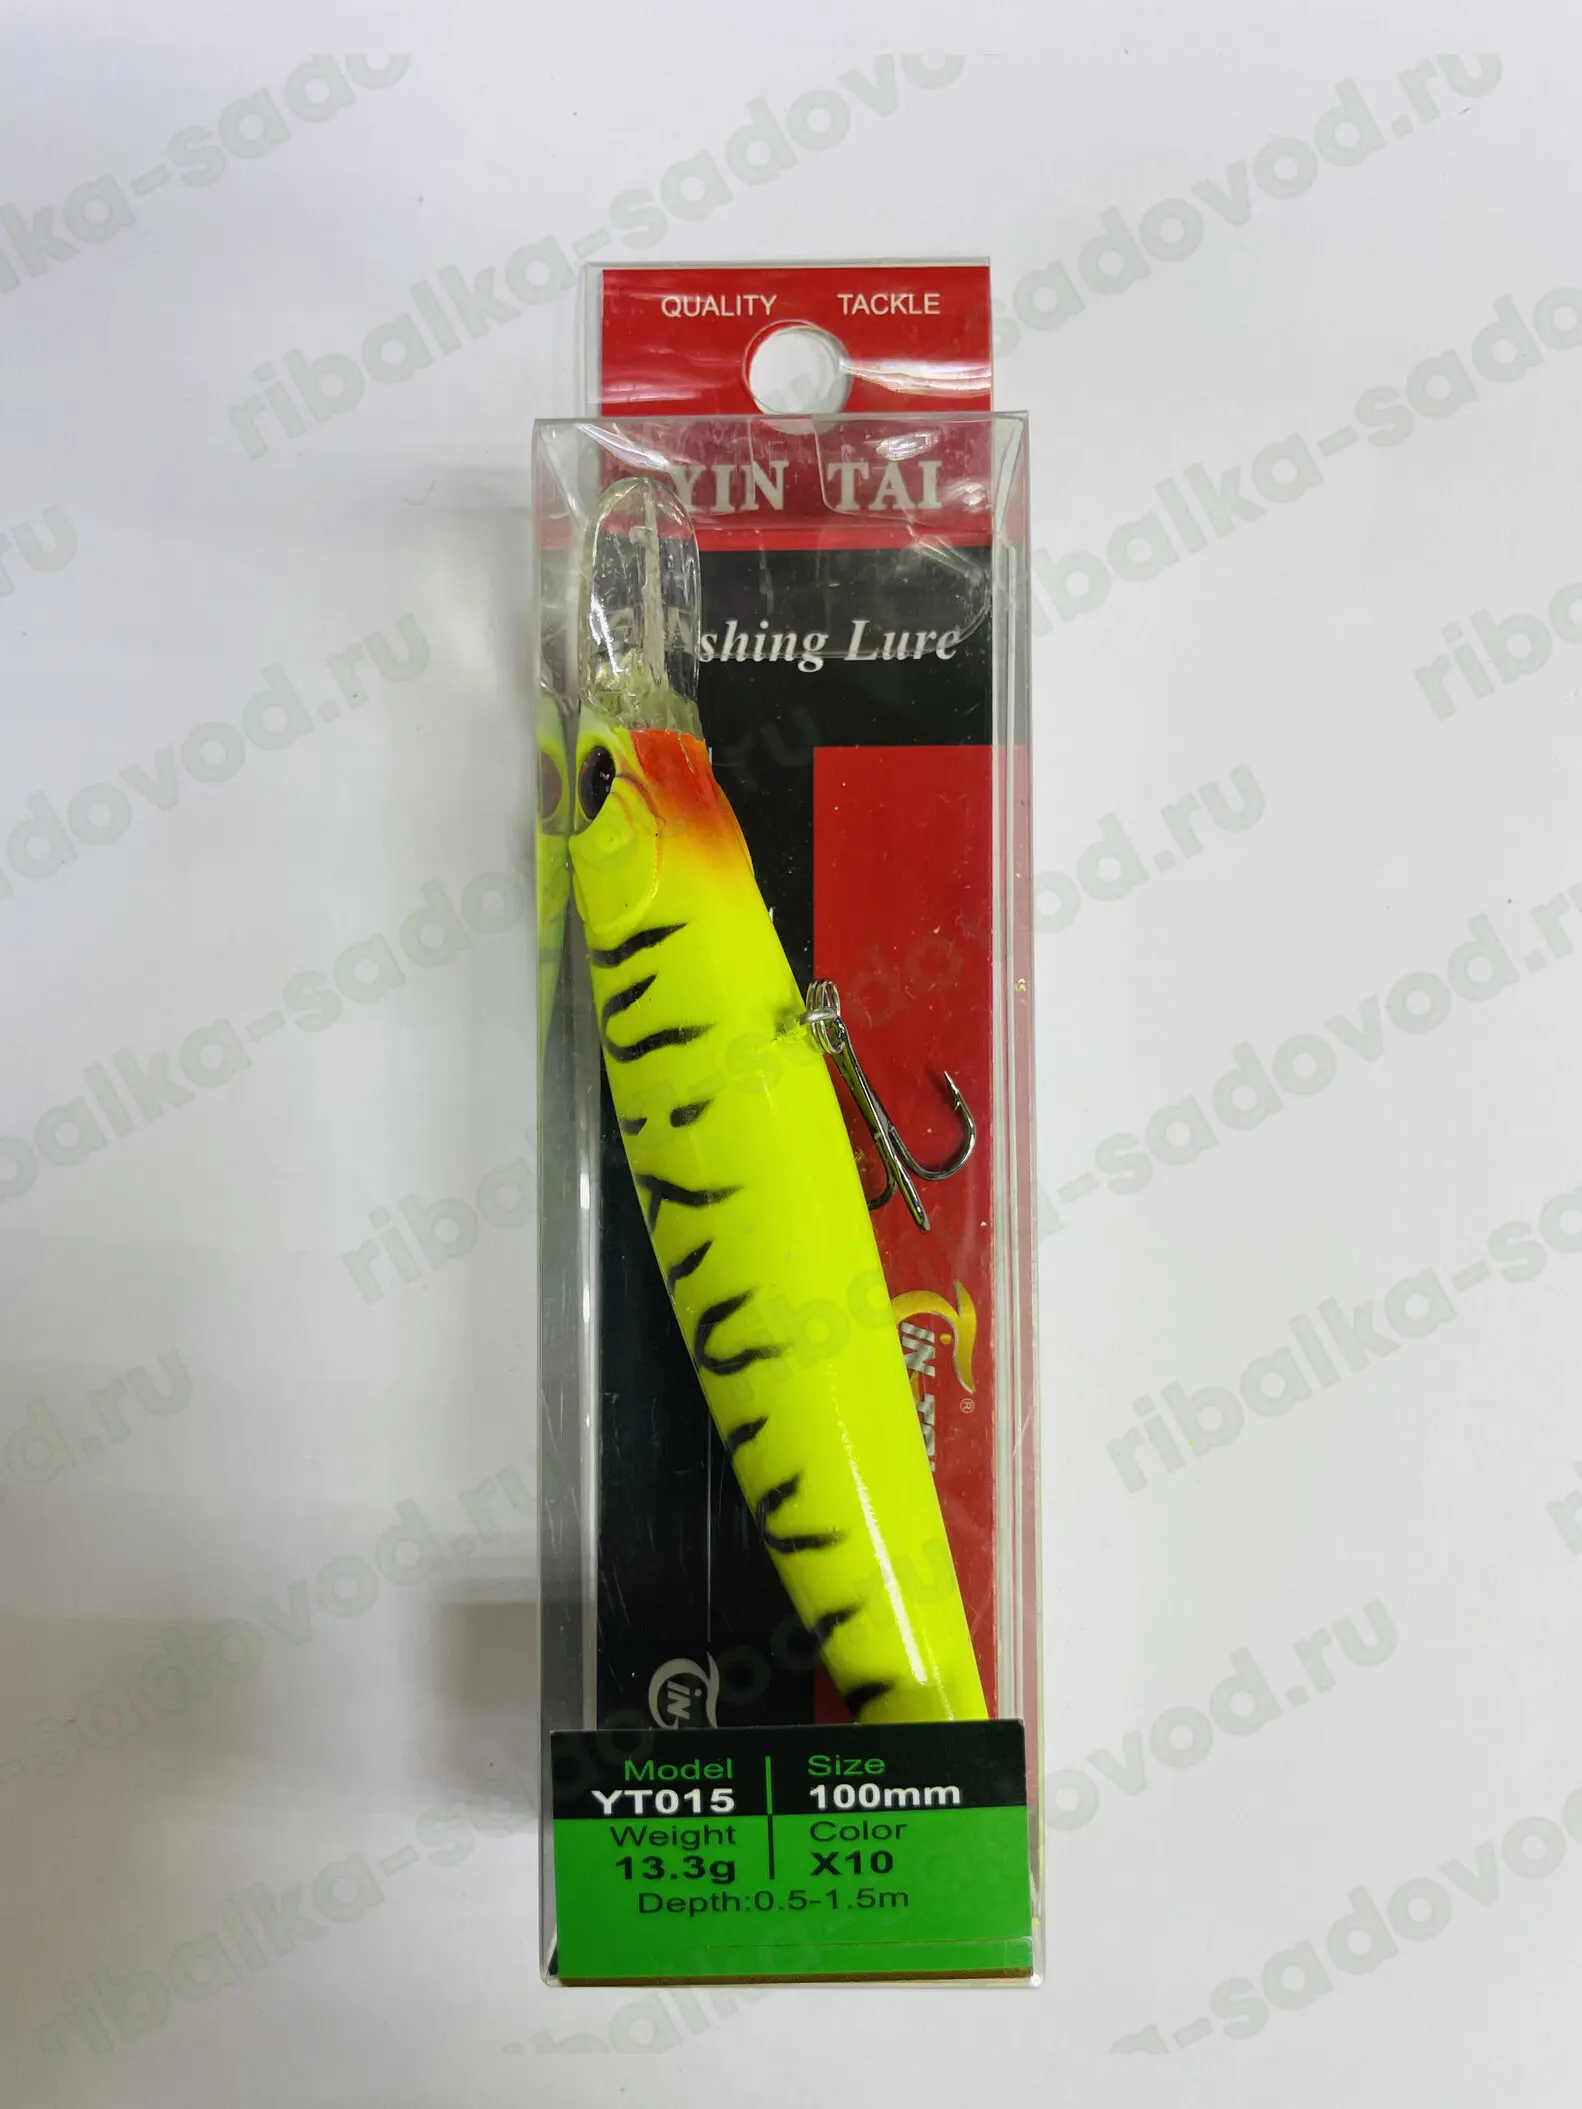 QUALITY TACKLE
YIN TAI
shing Lure
Model Size
YT015 100mm
Weight Color
13.3g X10
Depth:0.5-1.5m
ribalka-sadovod.ru